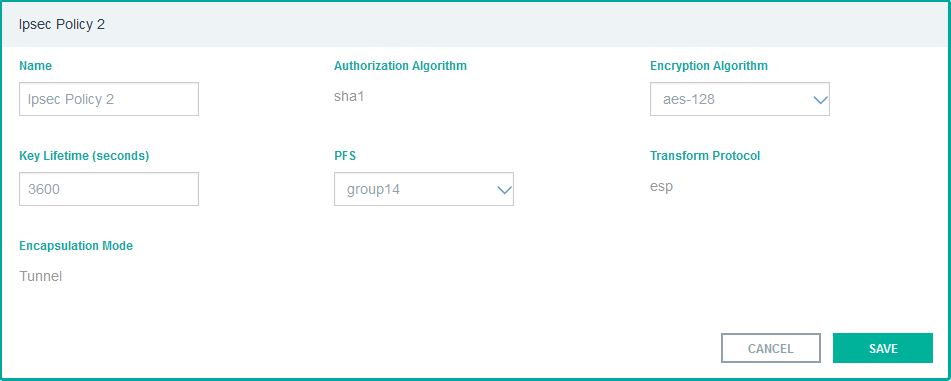 Ipsec Policy 2
Name
Authorization Algorithm
Encryption Algorithm
Ipsec Policy 2
sha1
aes-128
Key Lifetime (seconds)
PFS
Transform Protocol
3600
group14
esp
Encapsulation Mode
Tunnel
CANCEL
SAVE